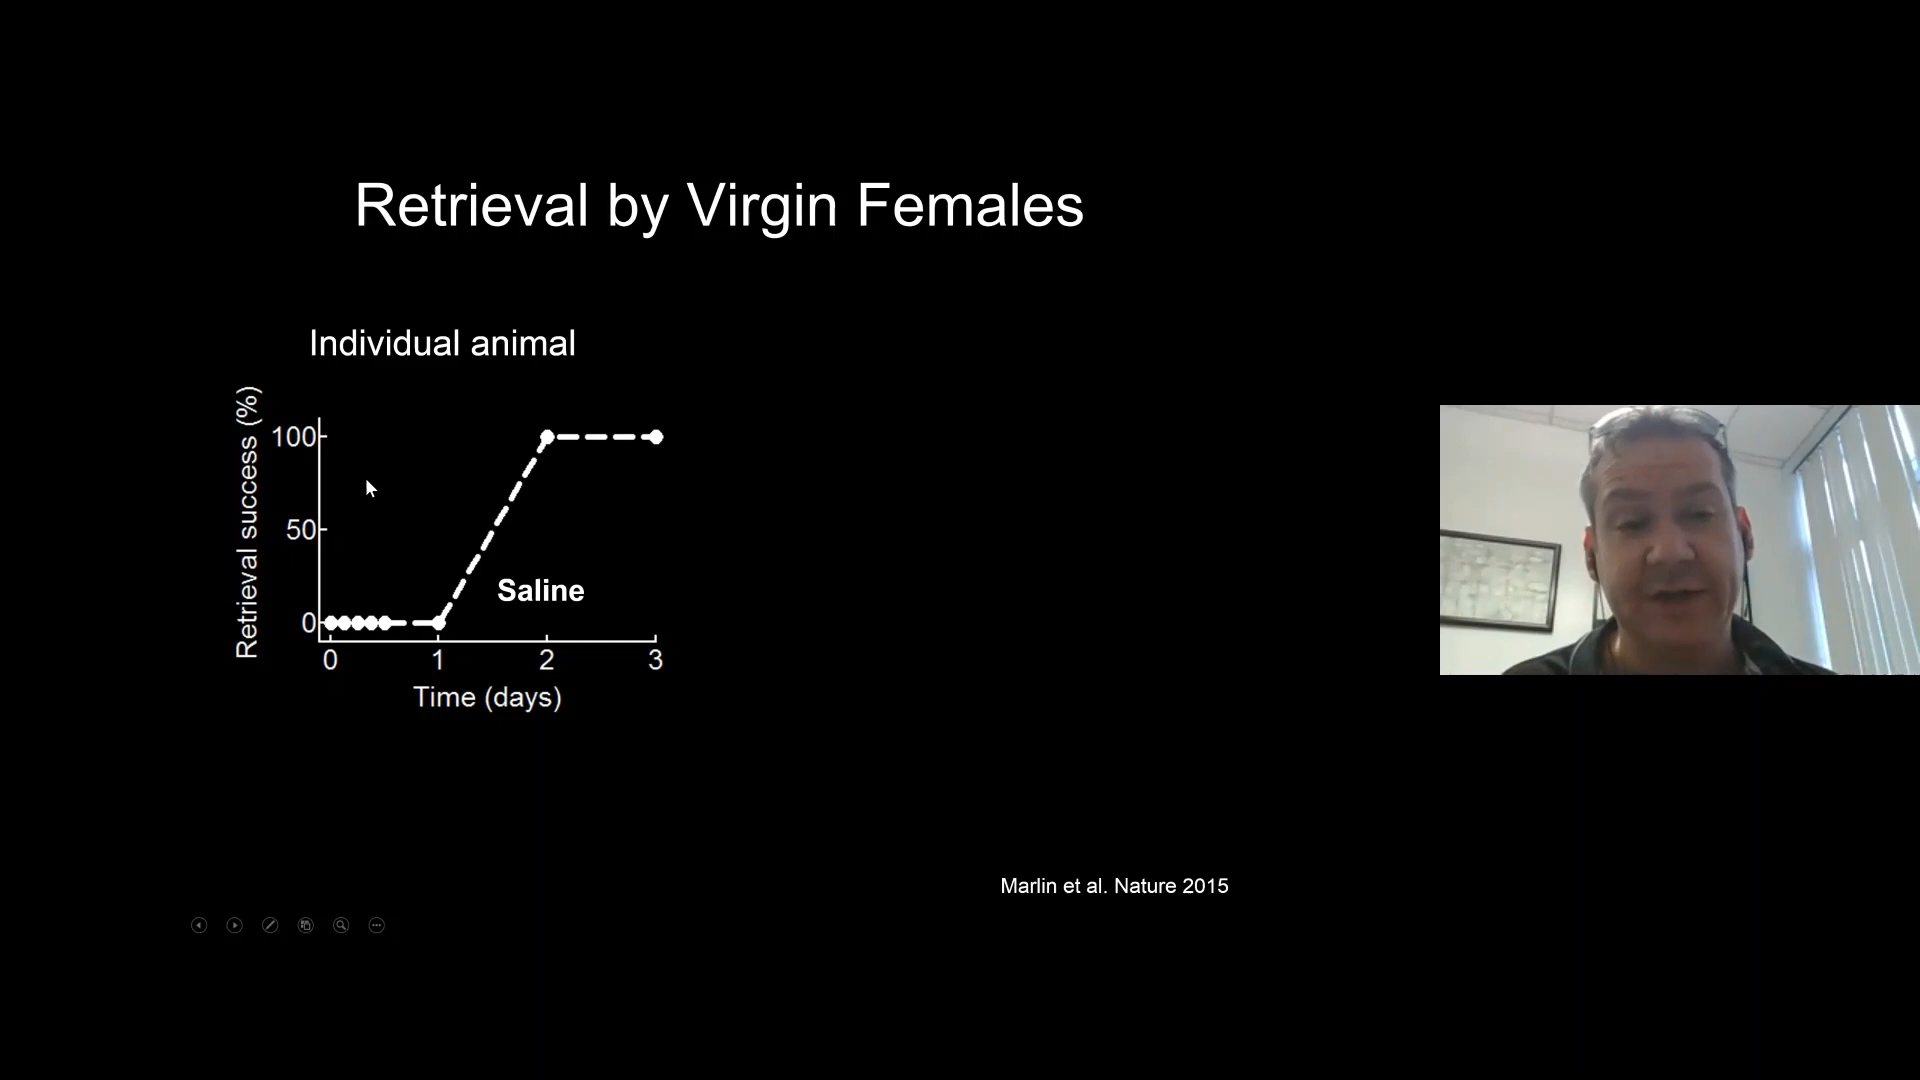 Retrieval by Virgin Females
Individual animal
Retrieval success (%)
100
50
0
Saline
0 1 2 3
Time (days)
Marlin et al. Nature 2015